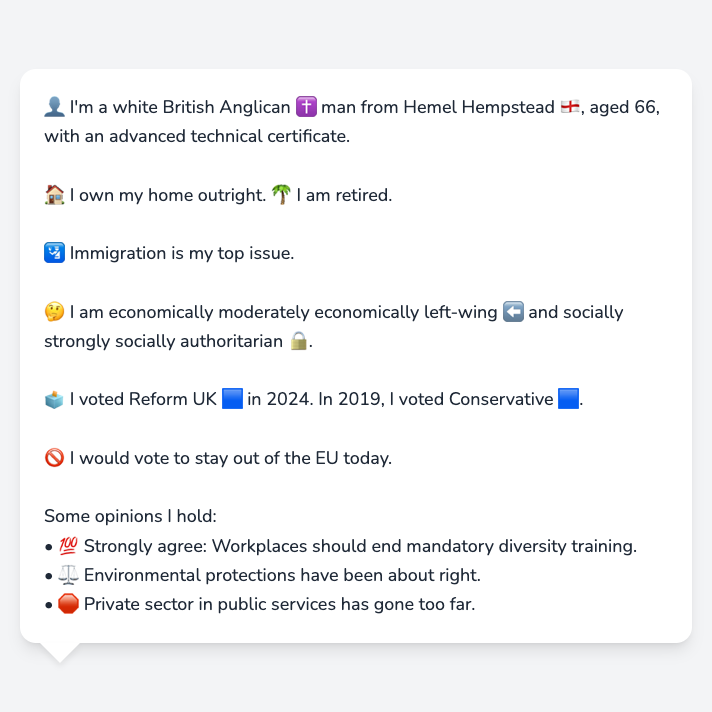 👤 I'm a white British Anglican ✝️ man from Hemel Hempstead 🏴󠁧󠁢󠁥󠁮󠁧󠁿, aged 66,
with an advanced technical certificate.
🏠 I own my home outright. 🌴 I am retired.
🛂 Immigration is my top issue.
🤔 I am economically moderately economically left-wing ⬅️ and socially
strongly socially authoritarian 🔒.
🗳️ I voted Reform UK 🟦 in 2024. In 2019, I voted Conservative 🟦.
🚫 I would vote to stay out of the EU today.
Some opinions I hold:
• 💯 Strongly agree: Workplaces should end mandatory diversity training.
• ⚖️ Environmental protections have been about right.
• 🛑 Private sector in public services has gone too far.